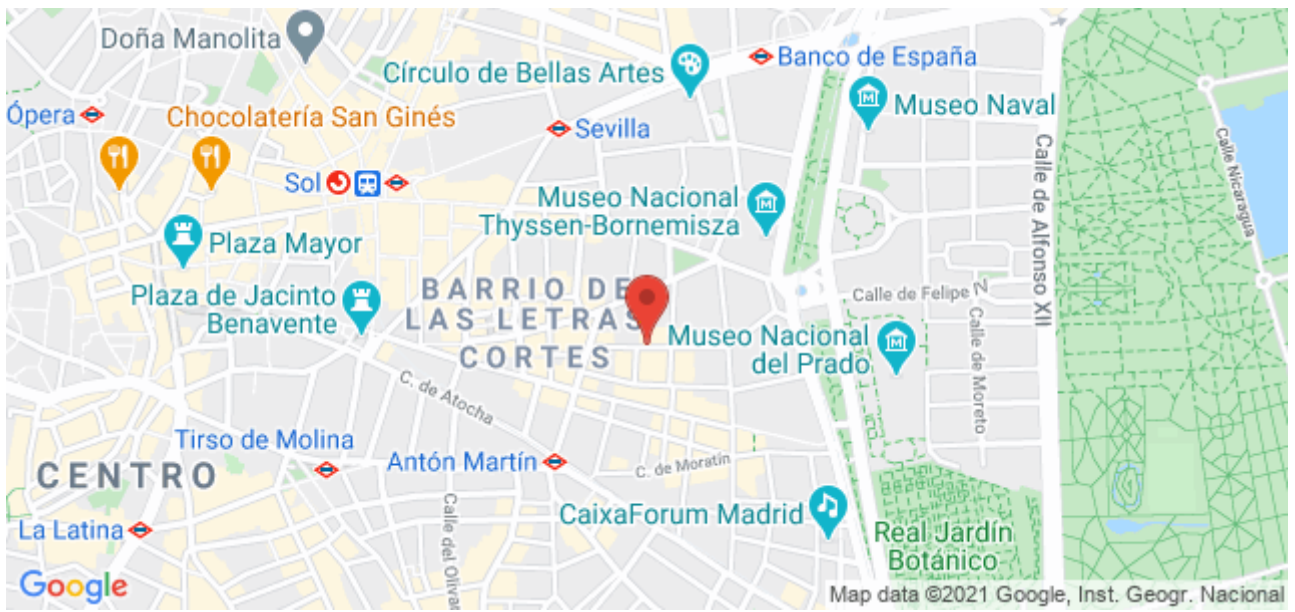 Doña Manolita
Círculo de Bellas Artes
Banco de España
Museo Naval
Ópera
Chocolatería San Ginés
Sevilla
Calle Nicaragua
Calle de Alfonso XII
Sol
Museo Nacional
Thyssen-Bornemisza
Plaza Mayor
Plaza de Jacinto
Benavente
BARRIO DE
LAS LETRAS
CORTES
Calle de Felipe IV
Museo Nacional
del Prado
Calle de Moreto
C. de Atocha
Tirso de Molina
Antón Martín
C. de Moratín
CENTRO
La Latina
Calle del Olivar
CaixaForum Madrid
Real Jardín
Botánico
Google
Map data ©2021 Google, Inst. Geogr. Nacional